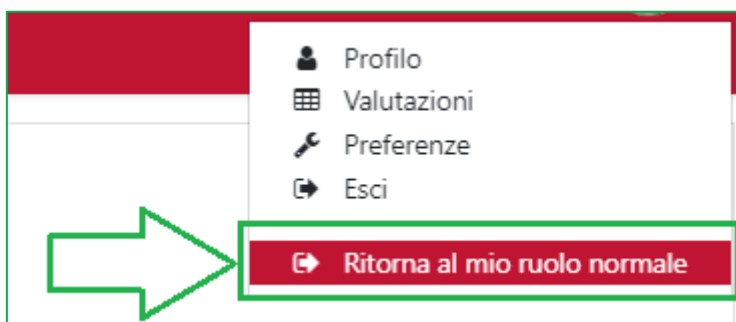 Profilo
Valutazioni
Preferenze
Esci
Ritorna al mio ruolo normale